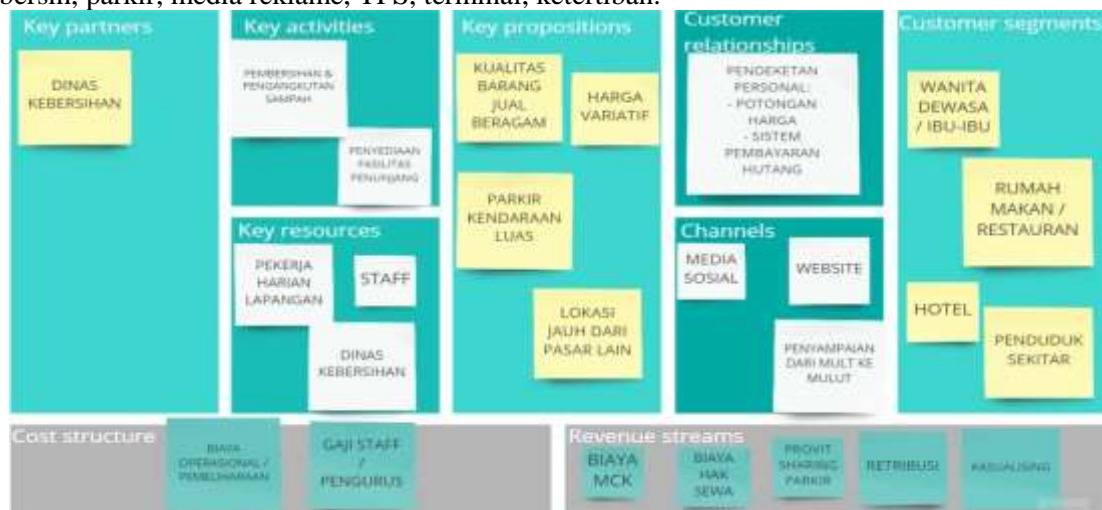 bersih, parkir, media reklame, TPS, terminal, ketertiban.
Key partners
DINAS
KEBERSIHAN
Key activities
PEMBERSIHAN &
PENGANGKUTAN
SAMPAH
PENYEDIAAN
FASILITAS
PENUNJANG
Key resources
PEKERJA
HARIAN
LAPANGAN
STAFF
DINAS
KEBERSIHAN
Key propositions
KUALITAS
BARANG
JUAL
BERAGAM
HARGA
VARIATIF
PARKIR
KENDARAAN
LUAS
LOKASI
JAUH DARI
PASAR LAIN
Customer
relationships
PENDEKETAN
PERSONAL:
- POTONGAN
HARGA
- SISTEM
PEMBAYARAN
HUTANG
Channels
MEDIA
SOSIAL
WEBSITE
PENYAMPAIAN
DARI MULT KE
MULUT
Customer segments
WANITA
DEWASA
/ IBU-IBU
RUMAH
MAKAN /
RESTAURAN
HOTEL
PENDUDUK
SEKITAR
Cost structure
BIAYA
OPERASIONAL /
PEMELIHARAAN
GAJI STAFF
/
PENGURUS
Revenue streams
BIAYA
MCK
BIAYA
HAK
SEWA
PROVIT
SHARING
PARKIR
RETRIBUSI